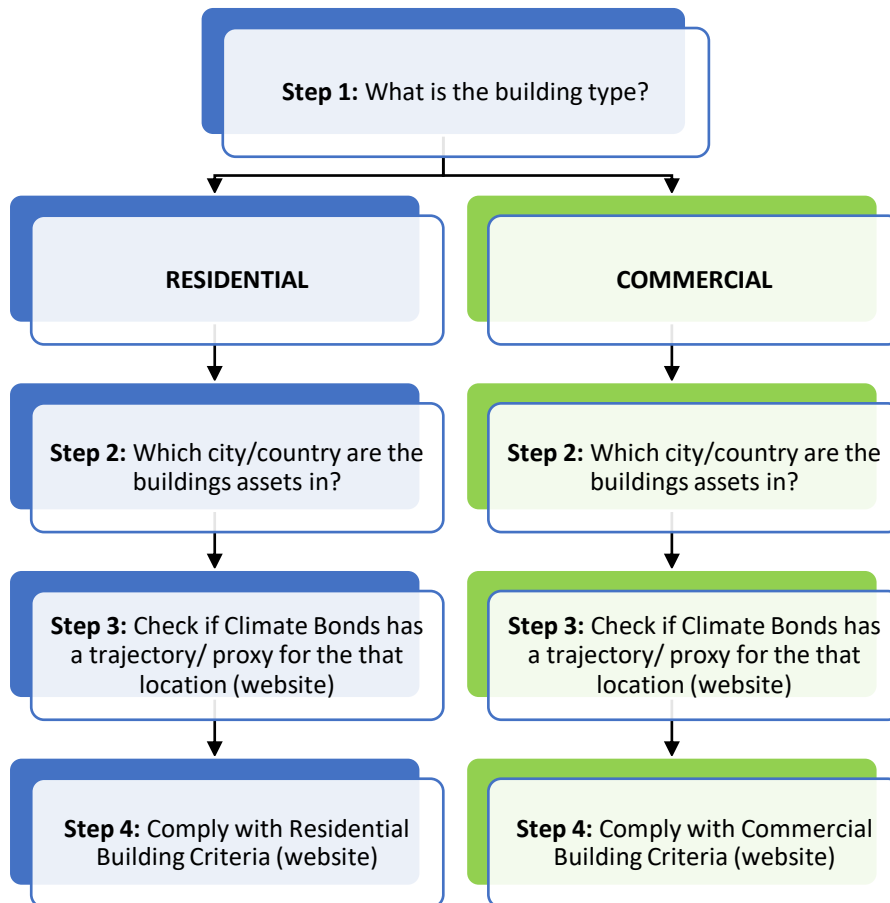 Step 1: What is the building type?
RESIDENTIAL
COMMERCIAL
Step 2: Which city/country are the
buildings assets in?
Step 2: Which city/country are the
buildings assets in?
Step 3: Check if Climate Bonds has
a trajectory/ proxy for the that
location (website)
Step 3: Check if Climate Bonds has
a trajectory/ proxy for the that
location (website)
Step 4: Comply with Residential
Building Criteria (website)
Step 4: Comply with Commercial
Building Criteria (website)